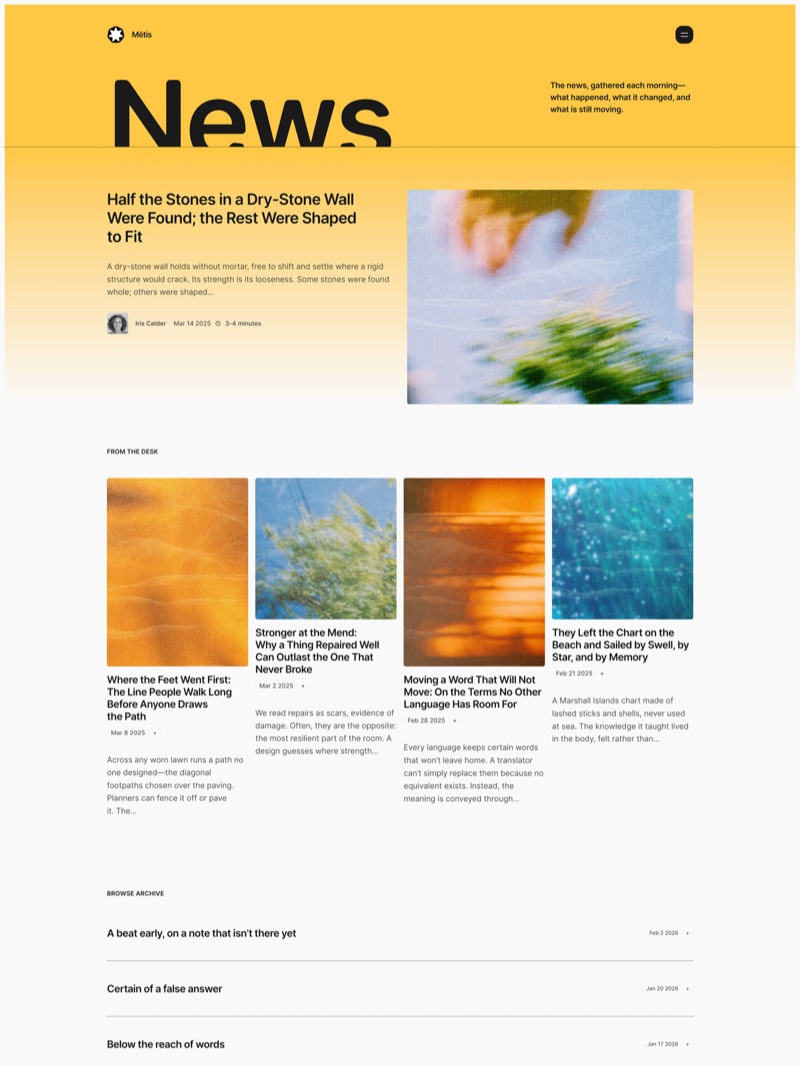 Mêtis
News
The news, gathered each morning—
what happened, what it changed, and
what is still moving.
Half the Stones in a Dry-Stone Wall
Were Found; the Rest Were Shaped
to Fit
A dry-stone wall holds without mortar, free to shift and settle where a rigid
structure would crack. Its strength is its looseness. Some stones were found
whole; others were shaped...
Iris Calder Mar 14 2025 3–4 minutes
FROM THE DESK
Where the Feet Went First:
The Line People Walk Long
Before Anyone Draws
the Path
Mar 8 2025
Across any worn lawn runs a path no
one designed—the diagonal
footpaths chosen over the paving.
Planners can fence it off or pave
it. The...
Stronger at the Mend:
Why a Thing Repaired Well
Can Outlast the One That
Never Broke
Mar 2 2025
We read repairs as scars, evidence of
damage. Often, they are the opposite:
the most resilient part of the room. A
design guesses where strength...
Moving a Word That Will Not
Move: On the Terms No Other
Language Has Room For
Feb 28 2025
Every language keeps certain words
that won't leave home. A translator
can't simply replace them because no
equivalent exists. Instead, the
meaning is conveyed through...
They Left the Chart on the
Beach and Sailed by Swell, by
Star, and by Memory
Feb 21 2025
A Marshall Islands chart made of
lashed sticks and shells, never used
at sea. The knowledge it taught lived
in the body, felt rather than...
BROWSE ARCHIVE
A beat early, on a note that isn't there yet
Feb 2 2026
Certain of a false answer
Jan 20 2026
Below the reach of words
Jan 17 2026